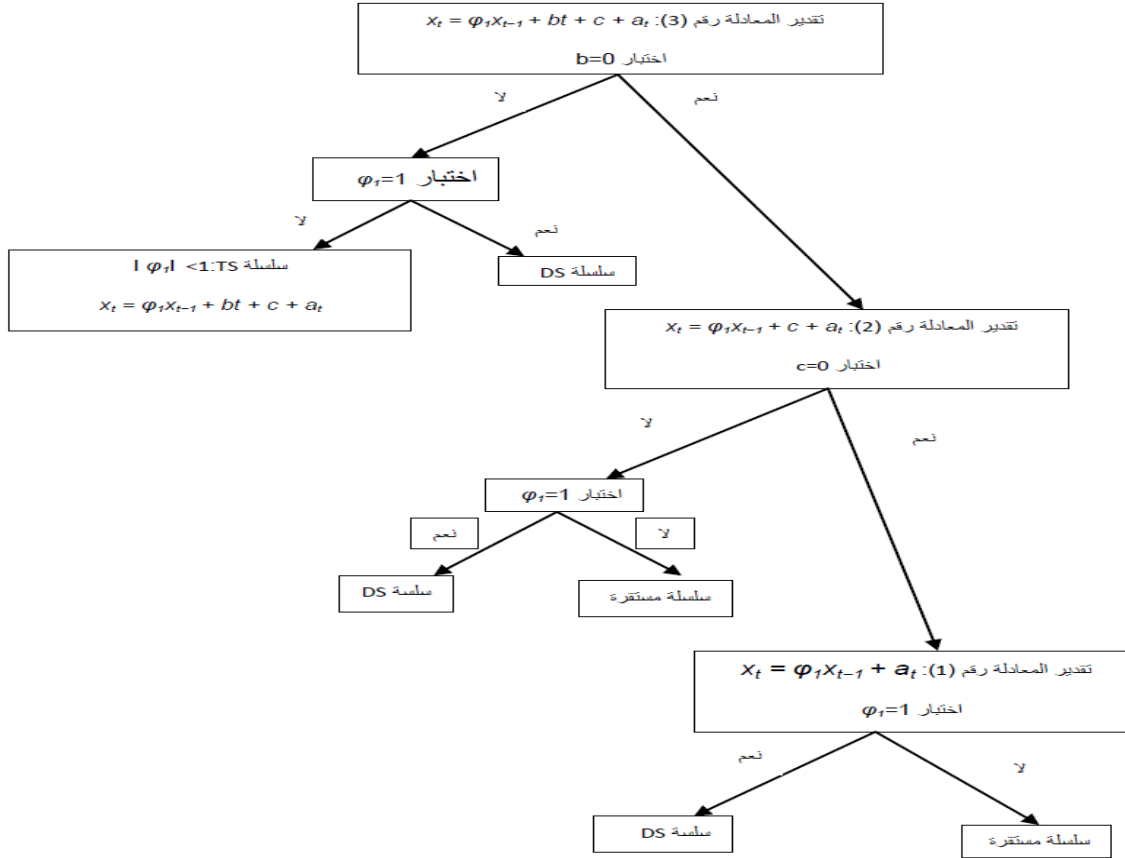 تقدير المعادلة رقم (3): xₜ = φ₁xₜ₋₁ + bt + c + aₜ
اختبار b=0
لا
نعم
اختبار φ₁=1
لا
نعم
سلسلة TS:1> |φ₁|
xₜ = φ₁xₜ₋₁ + bt + c + aₜ
سلسلة DS
تقدير المعادلة رقم (2): xₜ = φ₁xₜ₋₁ + c + aₜ
اختبار c=0
لا
نعم
اختبار φ₁=1
نعم
لا
سلسة DS
سلسلة مستقرة
تقدير المعادلة رقم (1): xₜ = φ₁xₜ₋₁ + aₜ
اختبار φ₁=1
نعم
لا
سلسلة DS
سلسلة مستقرة